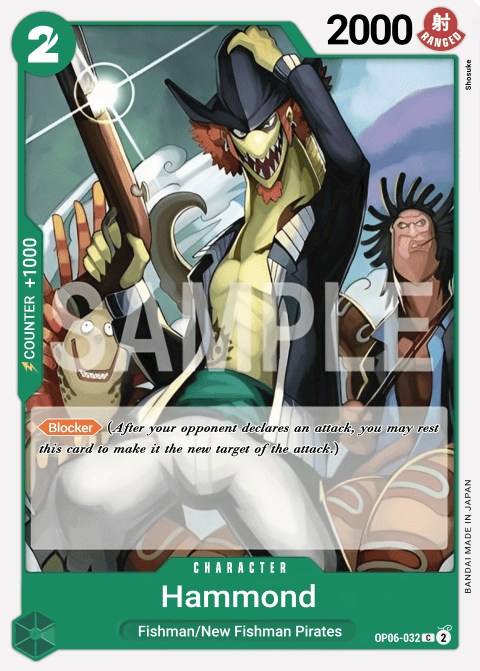 2
2000
射
RANGED
Shosuke
COUNTER +1000
SAMPLE
Blocker (After your opponent declares an attack, you may rest
this card to make it the new target of the attack.)
CHARACTER
Hammond
Fishman/New Fishman Pirates
OP06-032 C 2
BANDAI MADE IN JAPAN